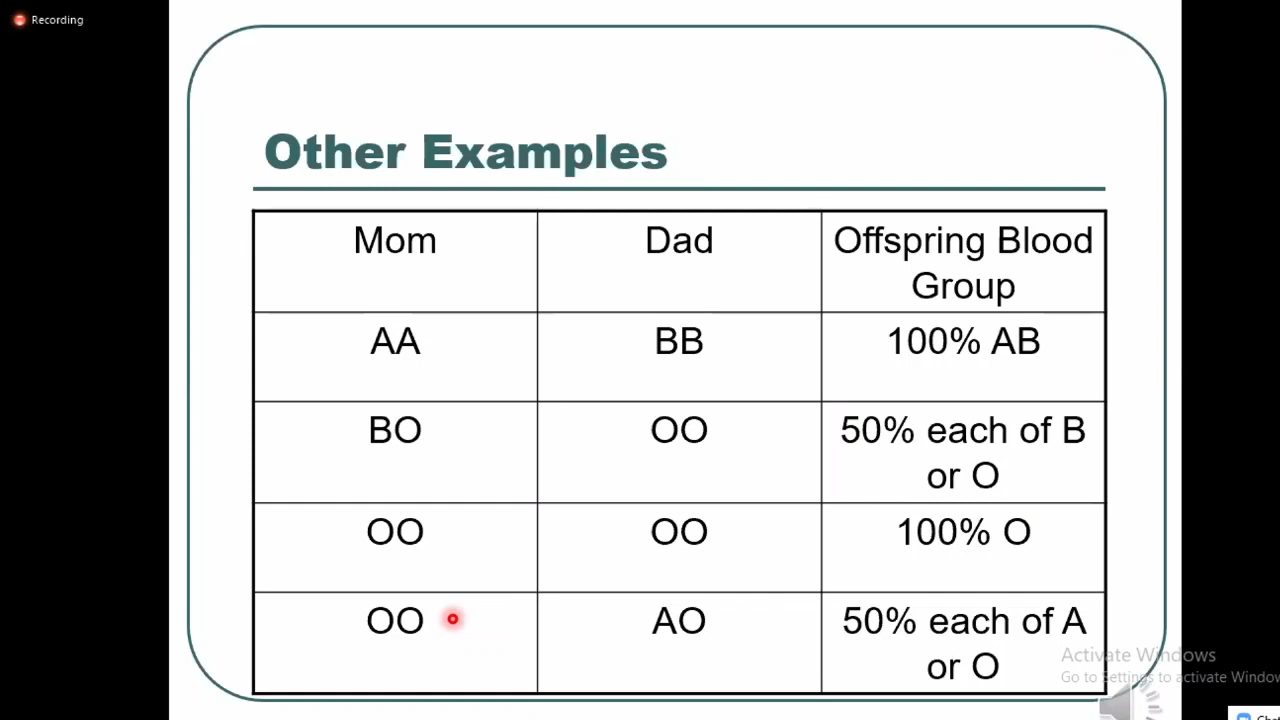 Recording
Other Examples
Mom Dad Offspring Blood
Group
AA BB 100% AB
BO OO 50% each of B
or O
OO OO 100% O
OO AO 50% each of A
or O
Activate Windows
Go to Settings to activate Window